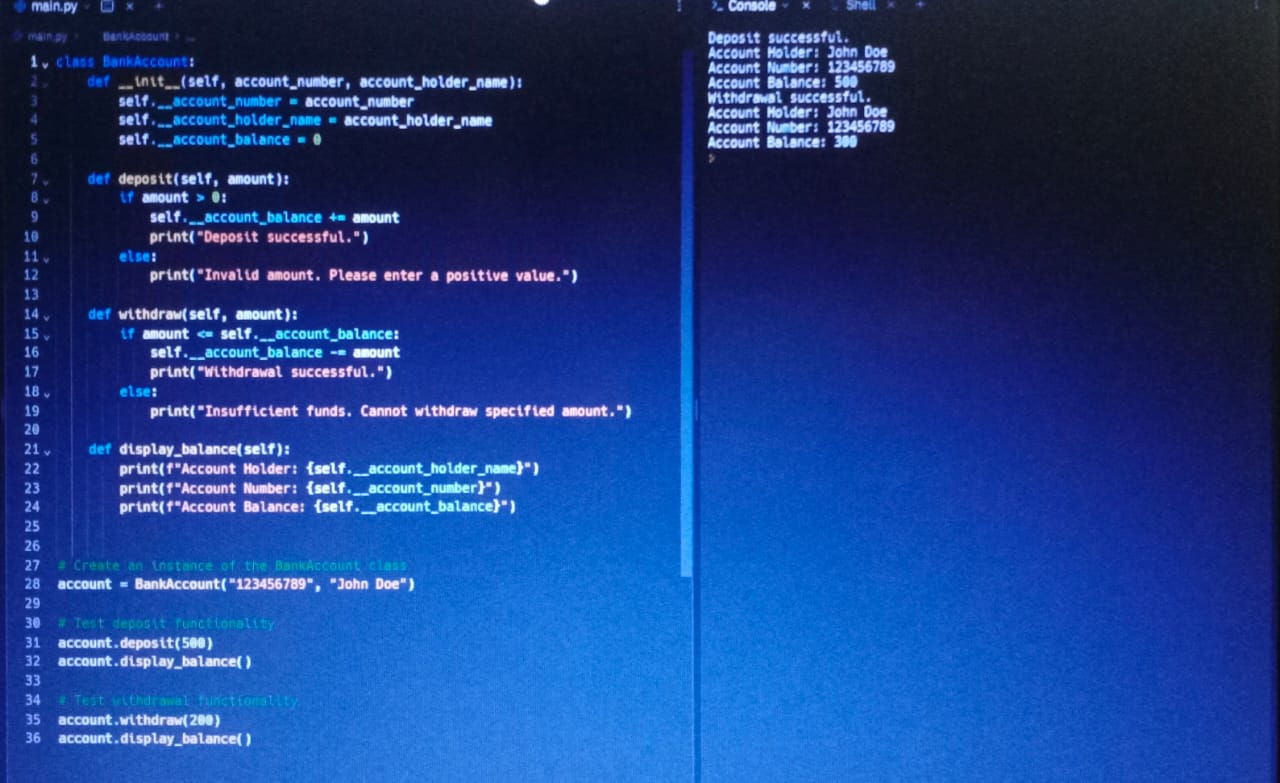 main.py
Console
Shell
main.py
BankAccount
1 class BankAccount:
2     def __init__(self, account_number, account_holder_name):
3         self.__account_number = account_number
4         self.__account_holder_name = account_holder_name
5         self.__account_balance = 0
6
7     def deposit(self, amount):
8         if amount > 0:
9             self.__account_balance += amount
10             print("Deposit successful.")
11         else:
12             print("Invalid amount. Please enter a positive value.")
13
14     def withdraw(self, amount):
15         if amount <= self.__account_balance:
16             self.__account_balance -= amount
17             print("Withdrawal successful.")
18         else:
19             print("Insufficient funds. Cannot withdraw specified amount.")
20
21     def display_balance(self):
22         print(f"Account Holder: {self.__account_holder_name}")
23         print(f"Account Number: {self.__account_number}")
24         print(f"Account Balance: {self.__account_balance}")
25
26
27 # Create an instance of the BankAccount class
28 account = BankAccount("123456789", "John Doe")
29
30 # Test deposit functionality
31 account.deposit(500)
32 account.display_balance()
33
34 # Test withdrawal functionality
35 account.withdraw(200)
36 account.display_balance()
Deposit successful.
Account Holder: John Doe
Account Number: 123456789
Account Balance: 500
Withdrawal successful.
Account Holder: John Doe
Account Number: 123456789
Account Balance: 300